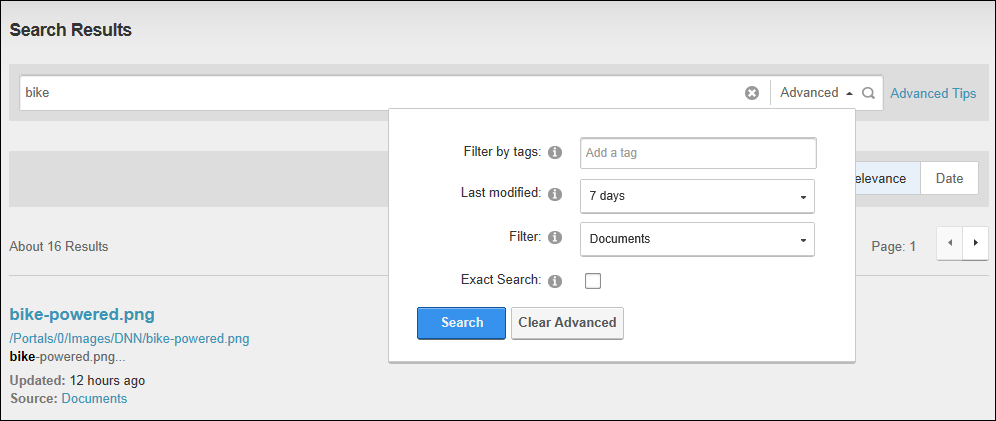 Search Results
bike
Advanced
Advanced Tips
Filter by tags:
Add a tag
Last modified:
7 days
elevance
Date
Filter:
Documents
About 16 Results
Page: 1
Exact Search:
Search
Clear Advanced
bike-powered.png
/Portals/0/Images/DNN/bike-powered.png
bike-powered.png...
Updated: 12 hours ago
Source: Documents